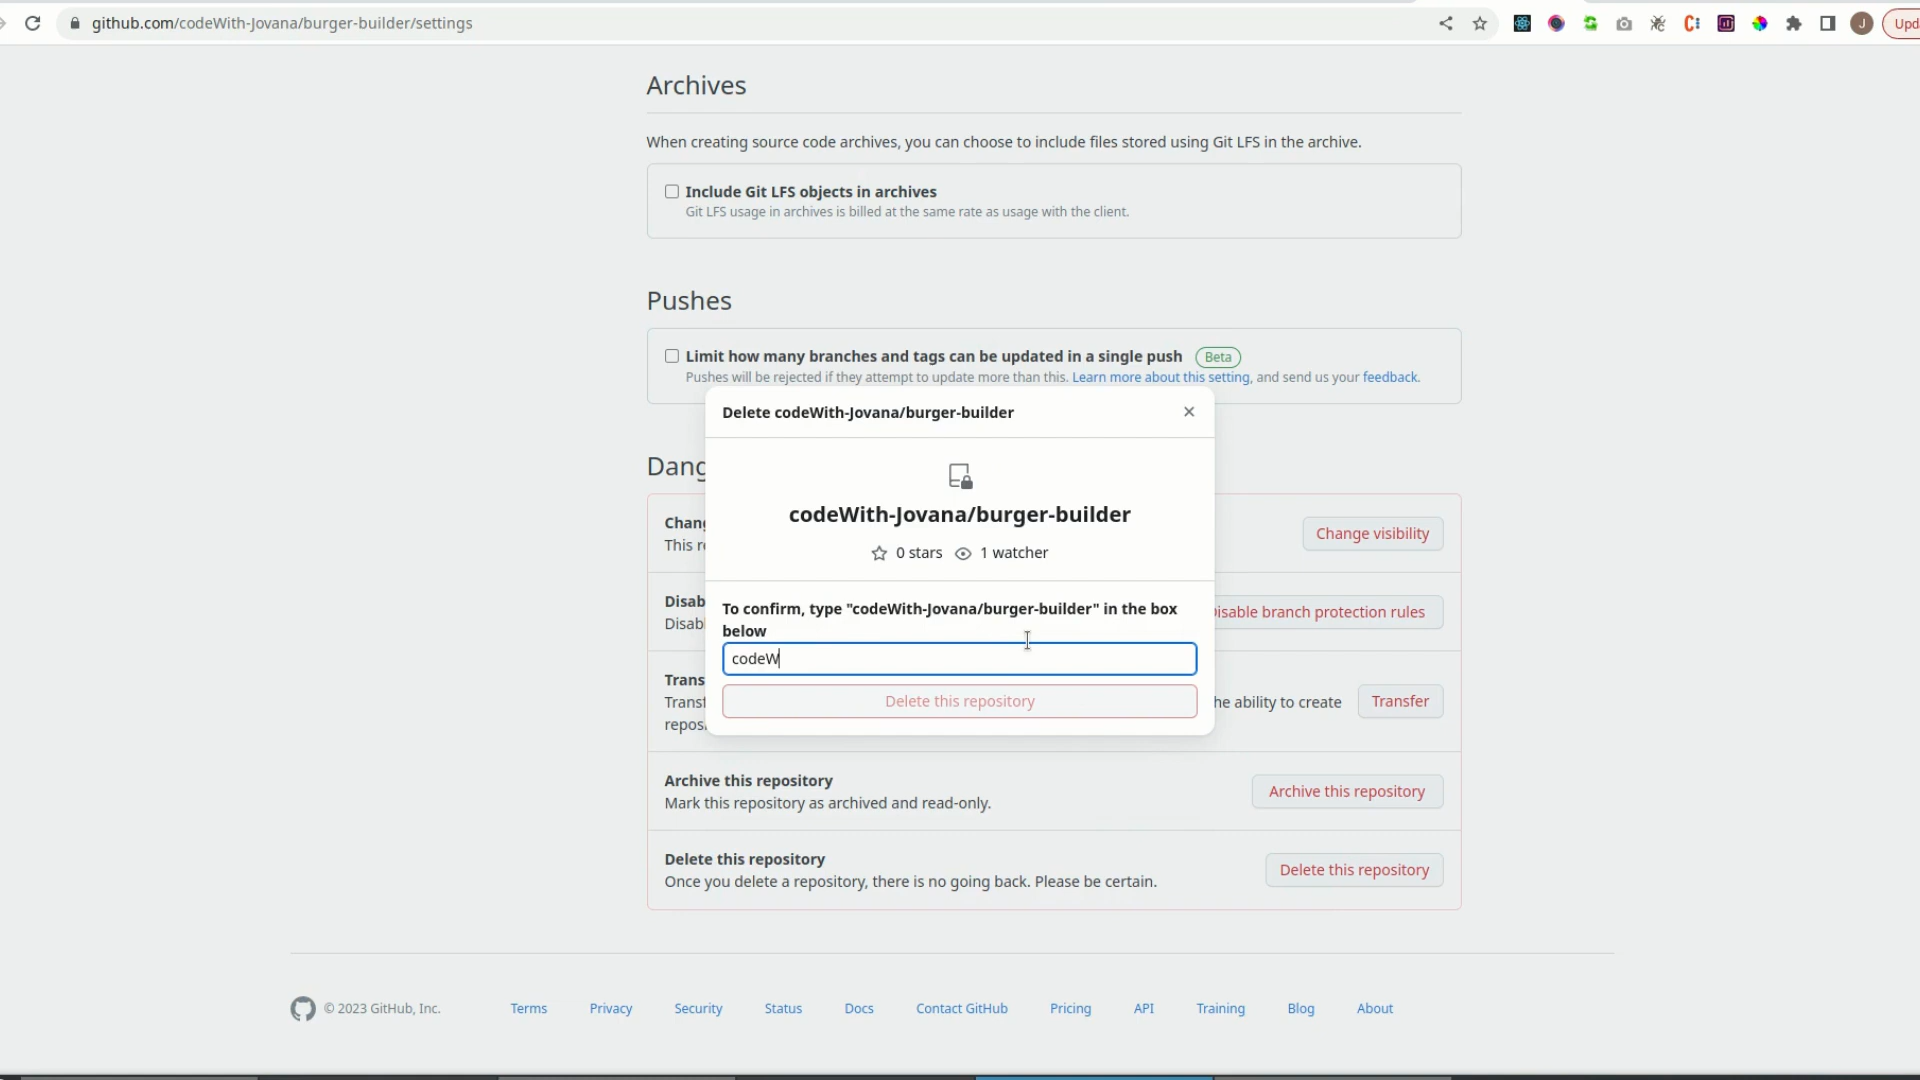 github.com/codeWith-Jovana/burger-builder/settings
J
Upd
Archives
When creating source code archives, you can choose to include files stored using Git LFS in the archive.
Include Git LFS objects in archives
Git LFS usage in archives is billed at the same rate as usage with the client.
Pushes
Limit how many branches and tags can be updated in a single push Beta
Pushes will be rejected if they attempt to update more than this. Learn more about this setting, and send us your feedback.
Delete codeWith-Jovana/burger-builder
codeWith-Jovana/burger-builder
0 stars 1 watcher
To confirm, type "codeWith-Jovana/burger-builder" in the box
below
codeW
Delete this repository
Dang
Chang
This re
Change visibility
Disab
Disabl
isable branch protection rules
Trans
Transf
he ability to create
repos
Transfer
Archive this repository
Mark this repository as archived and read-only.
Archive this repository
Delete this repository
Once you delete a repository, there is no going back. Please be certain.
Delete this repository
© 2023 GitHub, Inc. Terms Privacy Security Status Docs Contact GitHub Pricing API Training Blog About